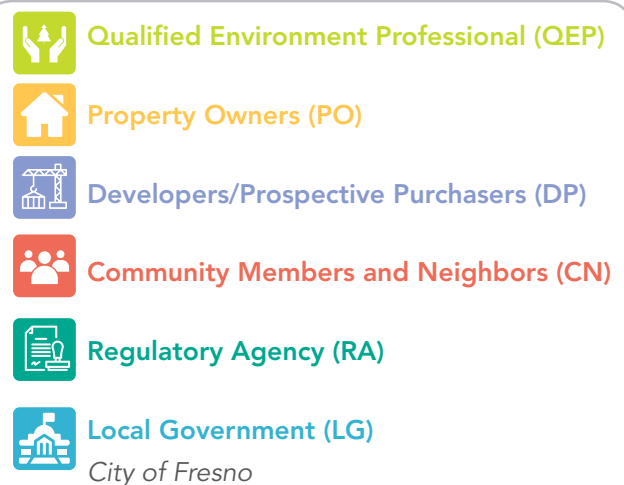 Qualified Environment Professional (QEP)
Property Owners (PO)
Developers/Prospective Purchasers (DP)
Community Members and Neighbors (CN)
Regulatory Agency (RA)
Local Government (LG)
City of Fresno